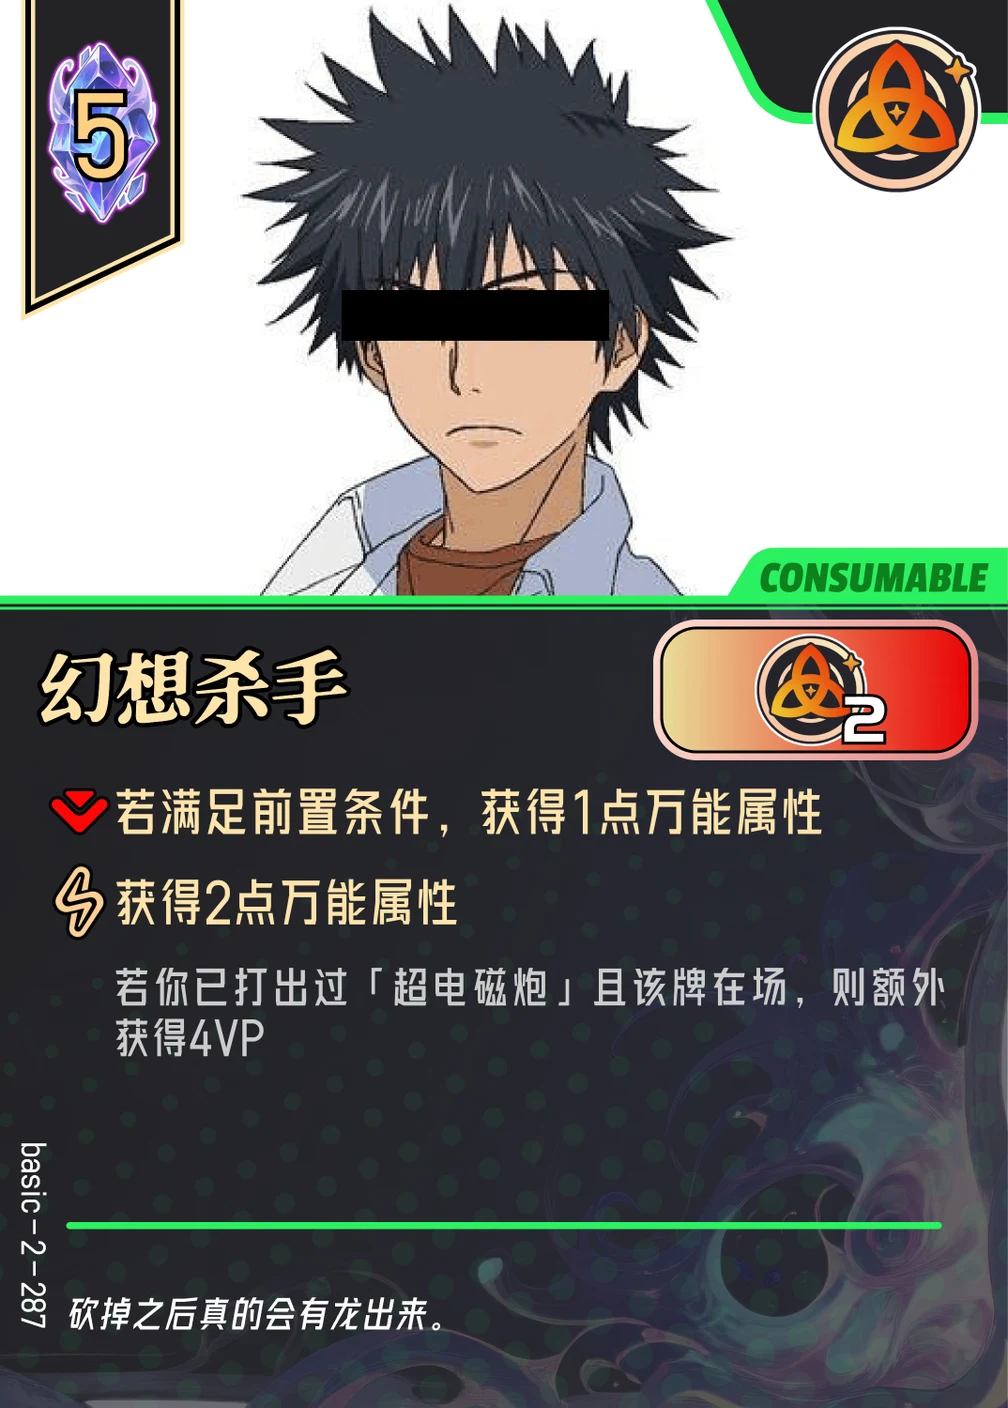 5
CONSUMABLE
幻想杀手
2
若满足前置条件，获得1点万能属性
获得2点万能属性
若你已打出过「超电磁炮」且该牌在场，则额外
获得4VP
basic-2-287
砍掉之后真的会有龙出来。